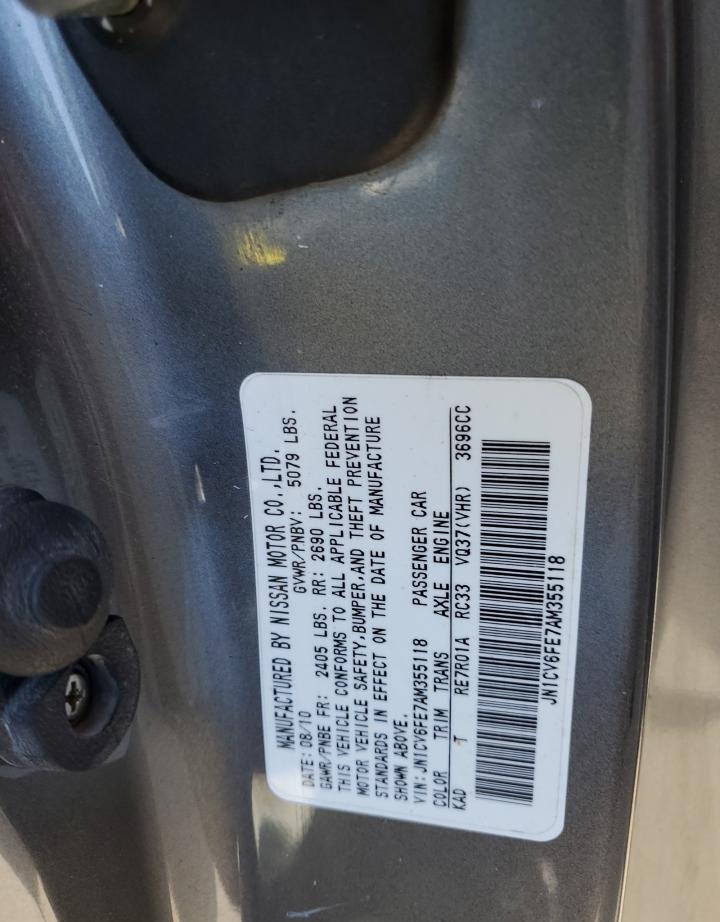 MANUFACTURED BY NISSAN MOTOR CO.,LTD.
DATE:08/10 GVWR/PNBV: 5079 LBS.
GAWR/PNBE FR: 2405 LBS. RR: 2690 LBS.
THIS VEHICLE CONFORMS TO ALL APPLICABLE FEDERAL
MOTOR VEHICLE SAFETY,BUMPER,AND THEFT PREVENTION
STANDARDS IN EFFECT ON THE DATE OF MANUFACTURE
SHOWN ABOVE.
VIN:JN1CV6FE7AM355118 PASSENGER CAR
COLOR TRIM TRANS AXLE ENGINE
KAD T RE7R01A RC33 VQ37(VHR) 3696CC
JN1CV6FE7AM355118